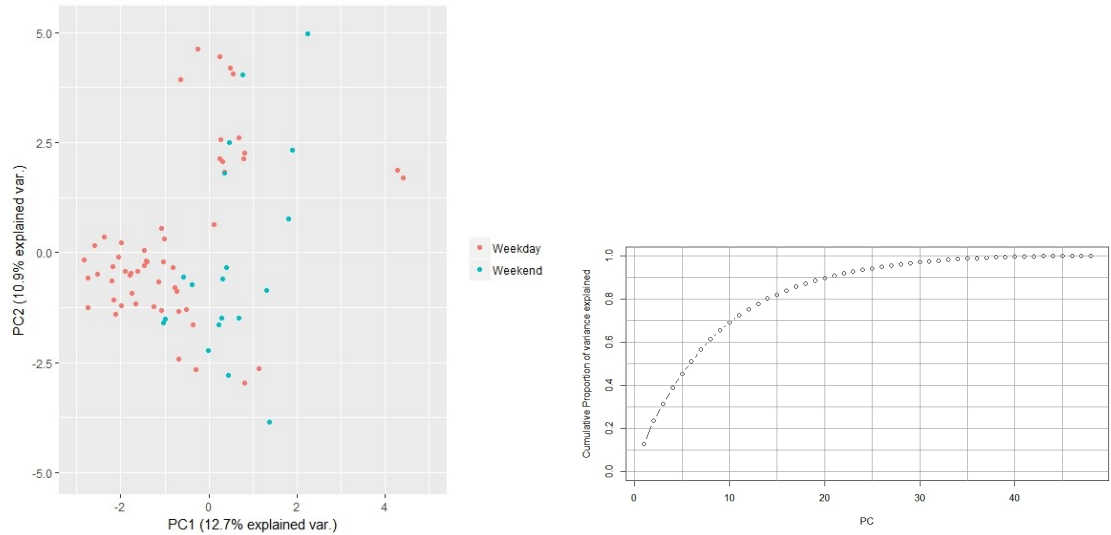 5.0
2.5
0.0
-2.5
-5.0
PC2 (10.9% explained var.)
-2 0 2 4
PC1 (12.7% explained var.)
Weekday
Weekend
Cumulative Proportion of variance explained
1.0
0.8
0.6
0.4
0.2
0.0
0 10 20 30 40
PC